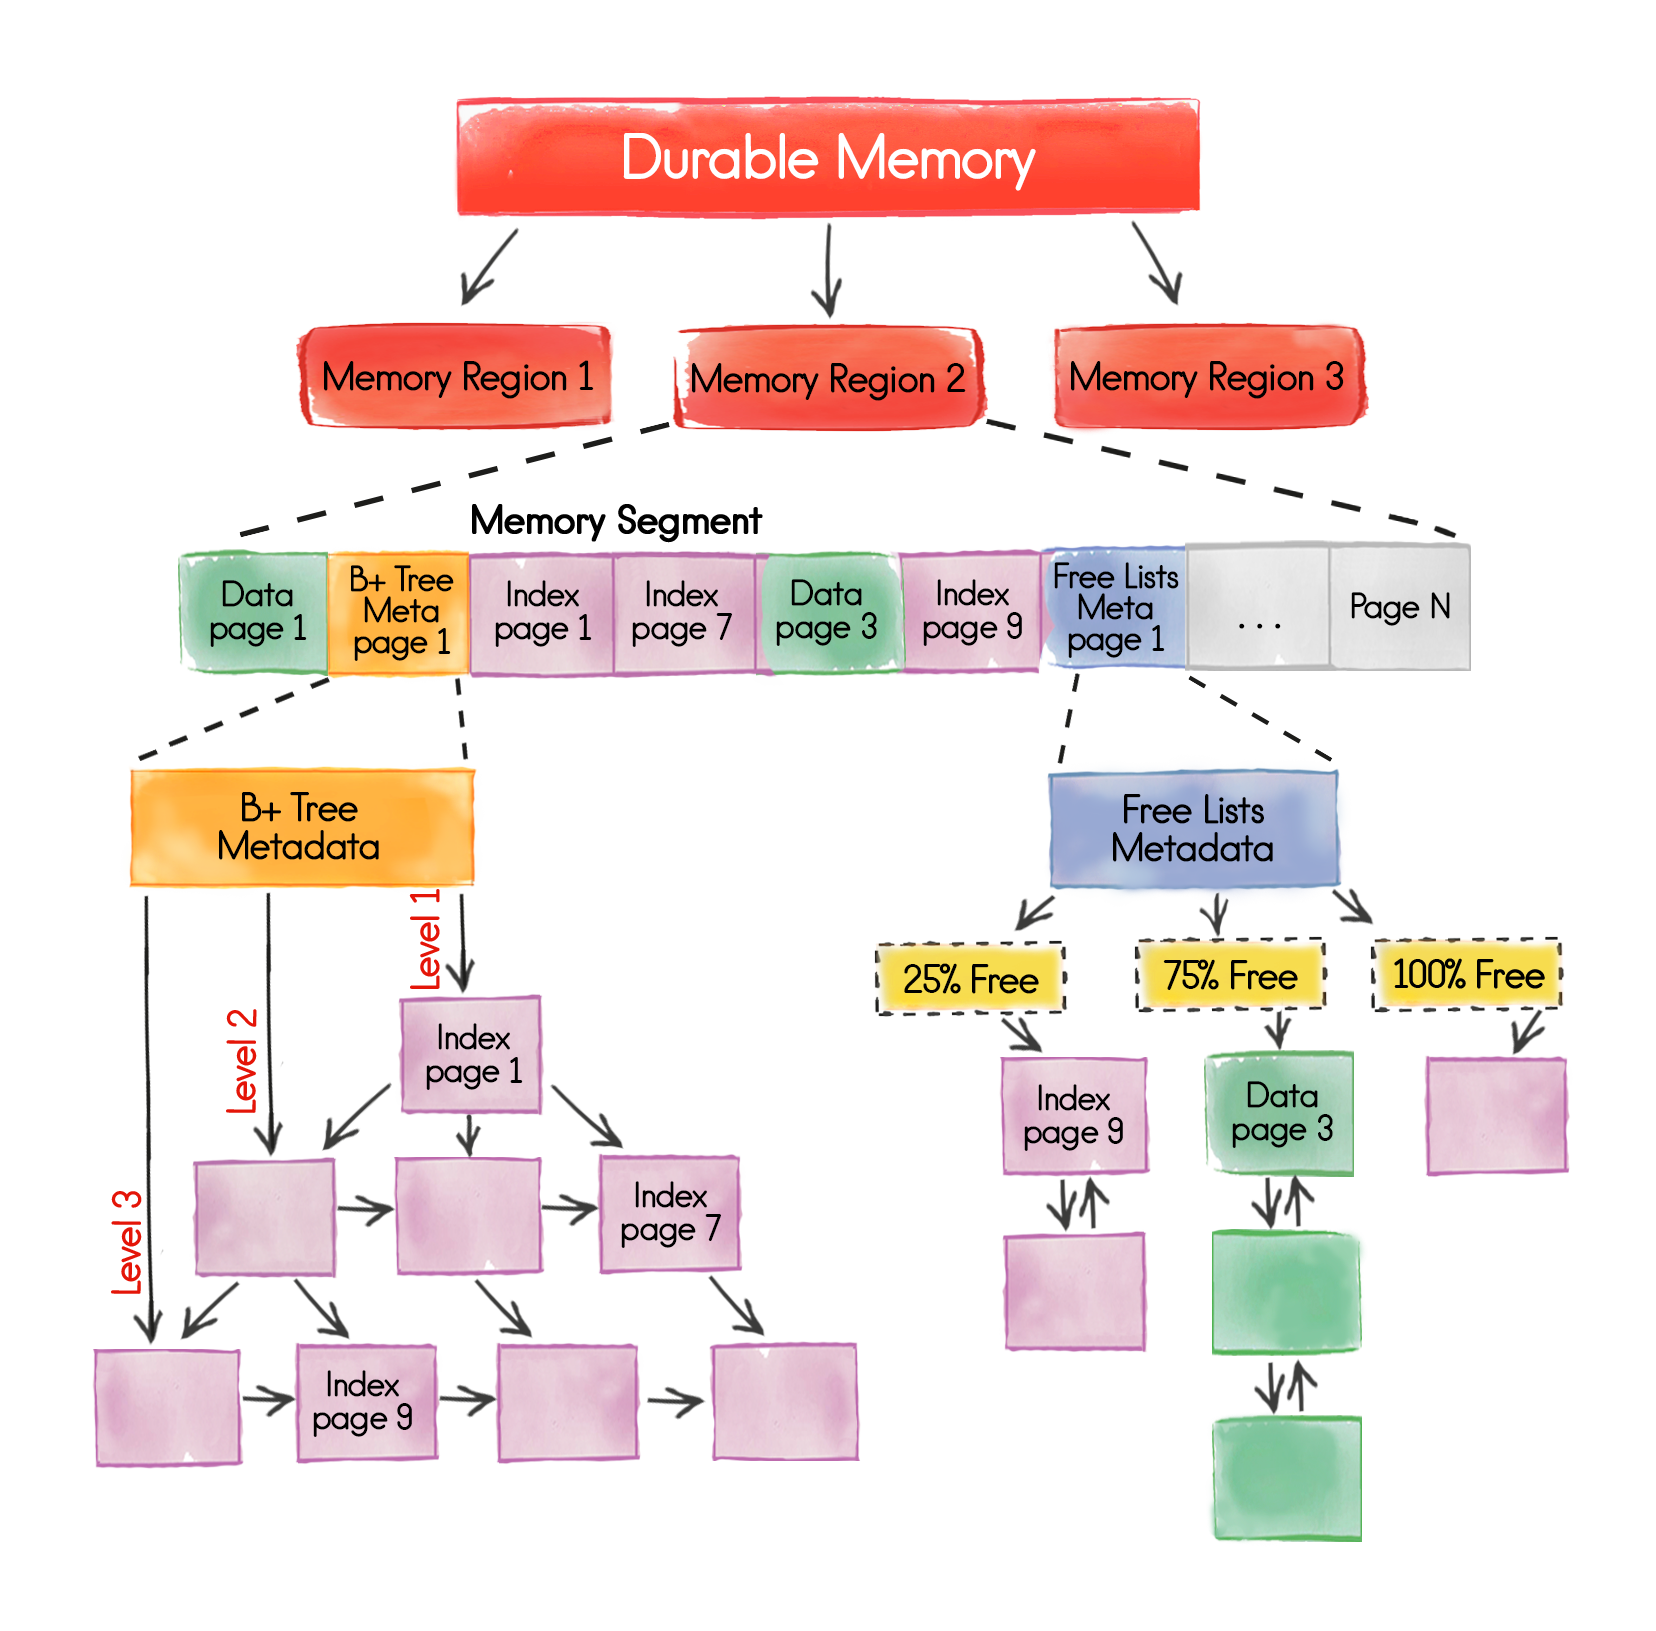 Durable Memory
Memory Region 1
Memory Region 2
Memory Region 3
Memory Segment
Data
page 1
B+ Tree
Meta
page 1
Index
page 1
Index
page 7
Data
page 3
Index
page 9
Free Lists
Meta
page 1
...
Page N
B+ Tree
Metadata
Level 1
Level 2
Level 3
Index
page 1
Index
page 7
Index
page 9
Free Lists
Metadata
25% Free
75% Free
100% Free
Index
page 9
Data
page 3